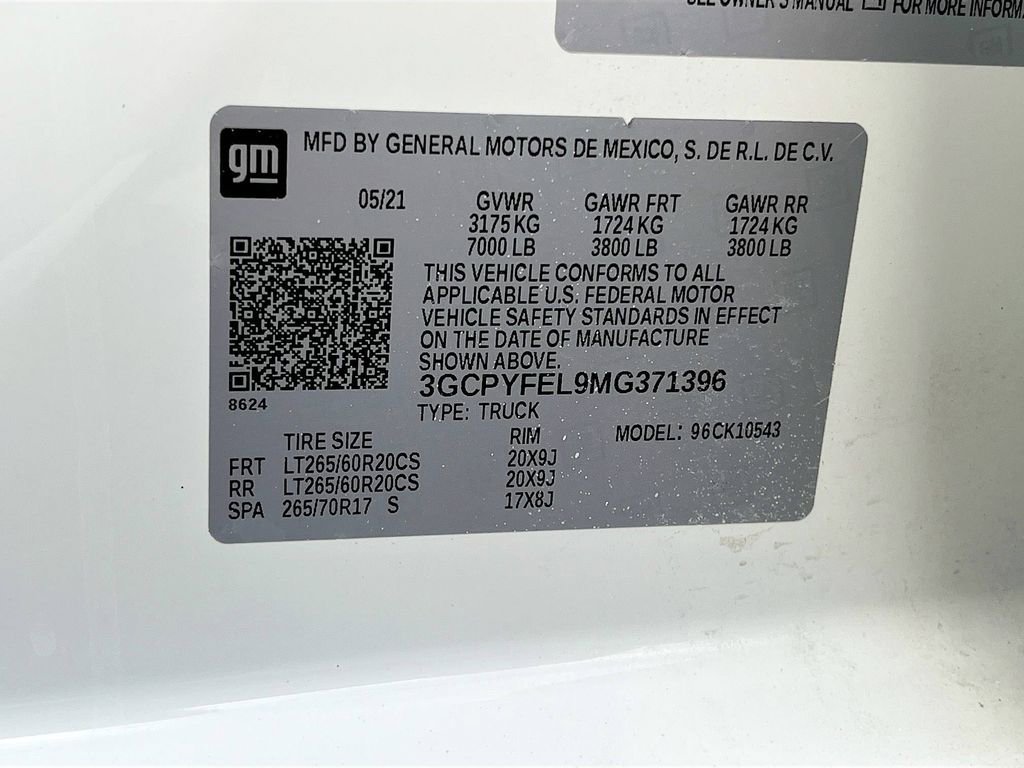 SEE OWNER'S MANUAL FOR MORE INFORM
gm
MFD BY GENERAL MOTORS DE MEXICO, S. DE R.L. DE C.V.
05/21 GVWR GAWR FRT GAWR RR
3175 KG 1724 KG 1724 KG
7000 LB 3800 LB 3800 LB
THIS VEHICLE CONFORMS TO ALL
APPLICABLE U.S. FEDERAL MOTOR
VEHICLE SAFETY STANDARDS IN EFFECT
ON THE DATE OF MANUFACTURE
SHOWN ABOVE.
3GCPYFEL9MG371396
8624
TYPE: TRUCK
TIRE SIZE RIM MODEL: 96CK10543
FRT LT265/60R20CS 20X9J
RR LT265/60R20CS 20X9J
SPA 265/70R17 S 17X8J